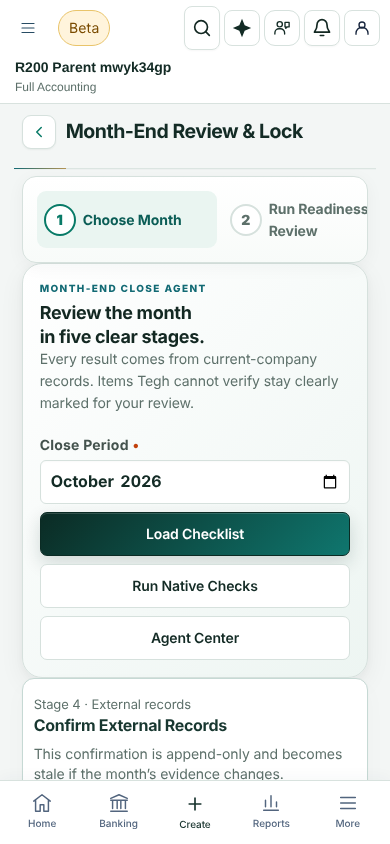 Beta
R200 Parent mwyk34gp
Full Accounting
Month-End Review & Lock
1 Choose Month
2 Run Readiness
Review
MONTH-END CLOSE AGENT
Review the month
in five clear stages.
Every result comes from current-company
records. Items Tegh cannot verify stay clearly
marked for your review.
Close Period •
October 2026
Load Checklist
Run Native Checks
Agent Center
Stage 4 · External records
Confirm External Records
This confirmation is append-only and becomes
stale if the month’s evidence changes.
Home Banking Create Reports More